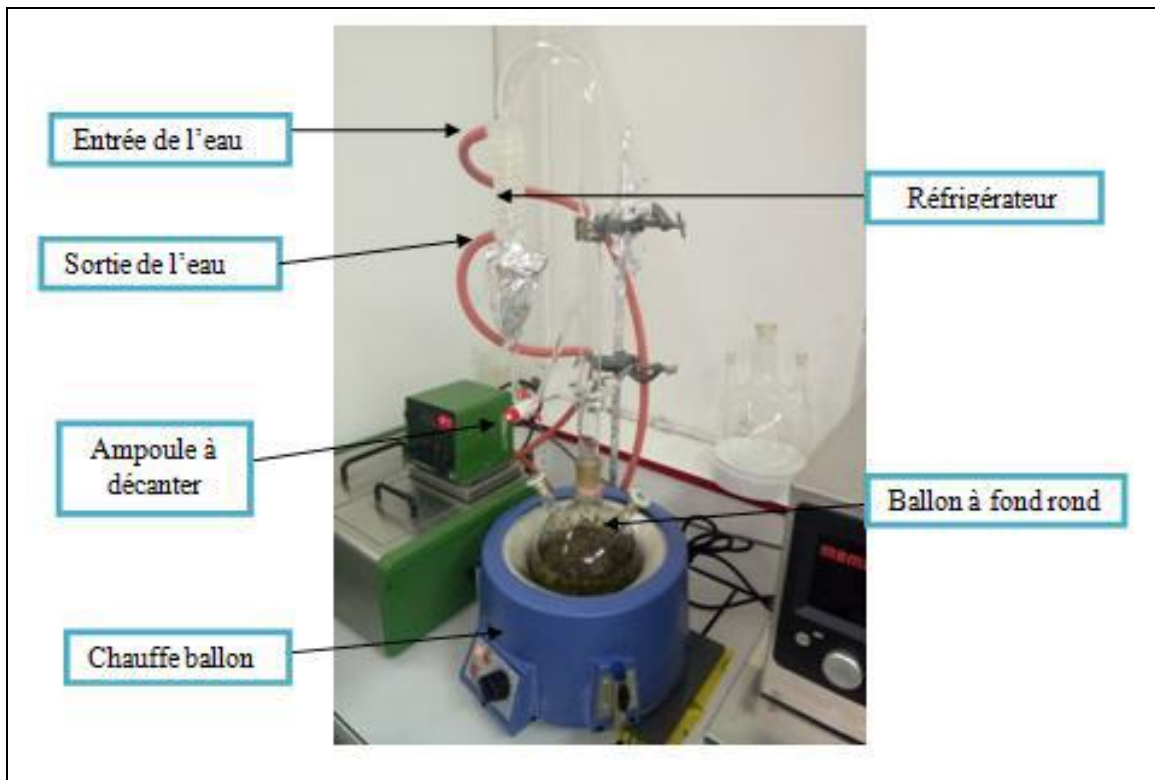 Entrée de l’eau
Réfrigérateur
Sortie de l’eau
Ampoule à
décanter
Ballon à fond rond
Chauffe ballon